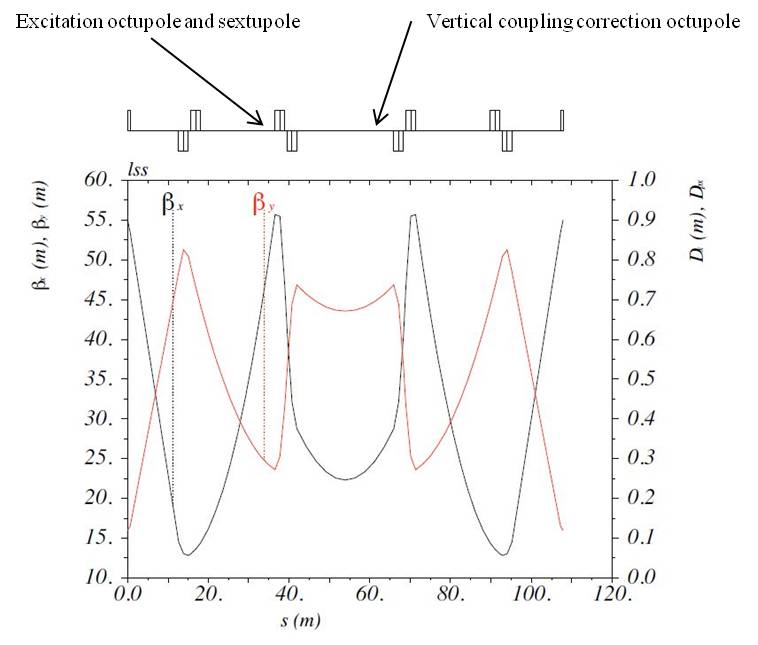 Excitation octupole and sextupole
Vertical coupling correction octupole
lss
βx (m), βy (m)
60.
55.
50.
45.
40.
35.
30.
25.
20.
15.
10.
βx
βy
1.0
0.9
0.8
0.7
0.6
0.5
0.4
0.3
0.2
0.1
0.0
Dx (m), Dpx
0.0 20. 40. 60. 80. 100. 120.
s (m)